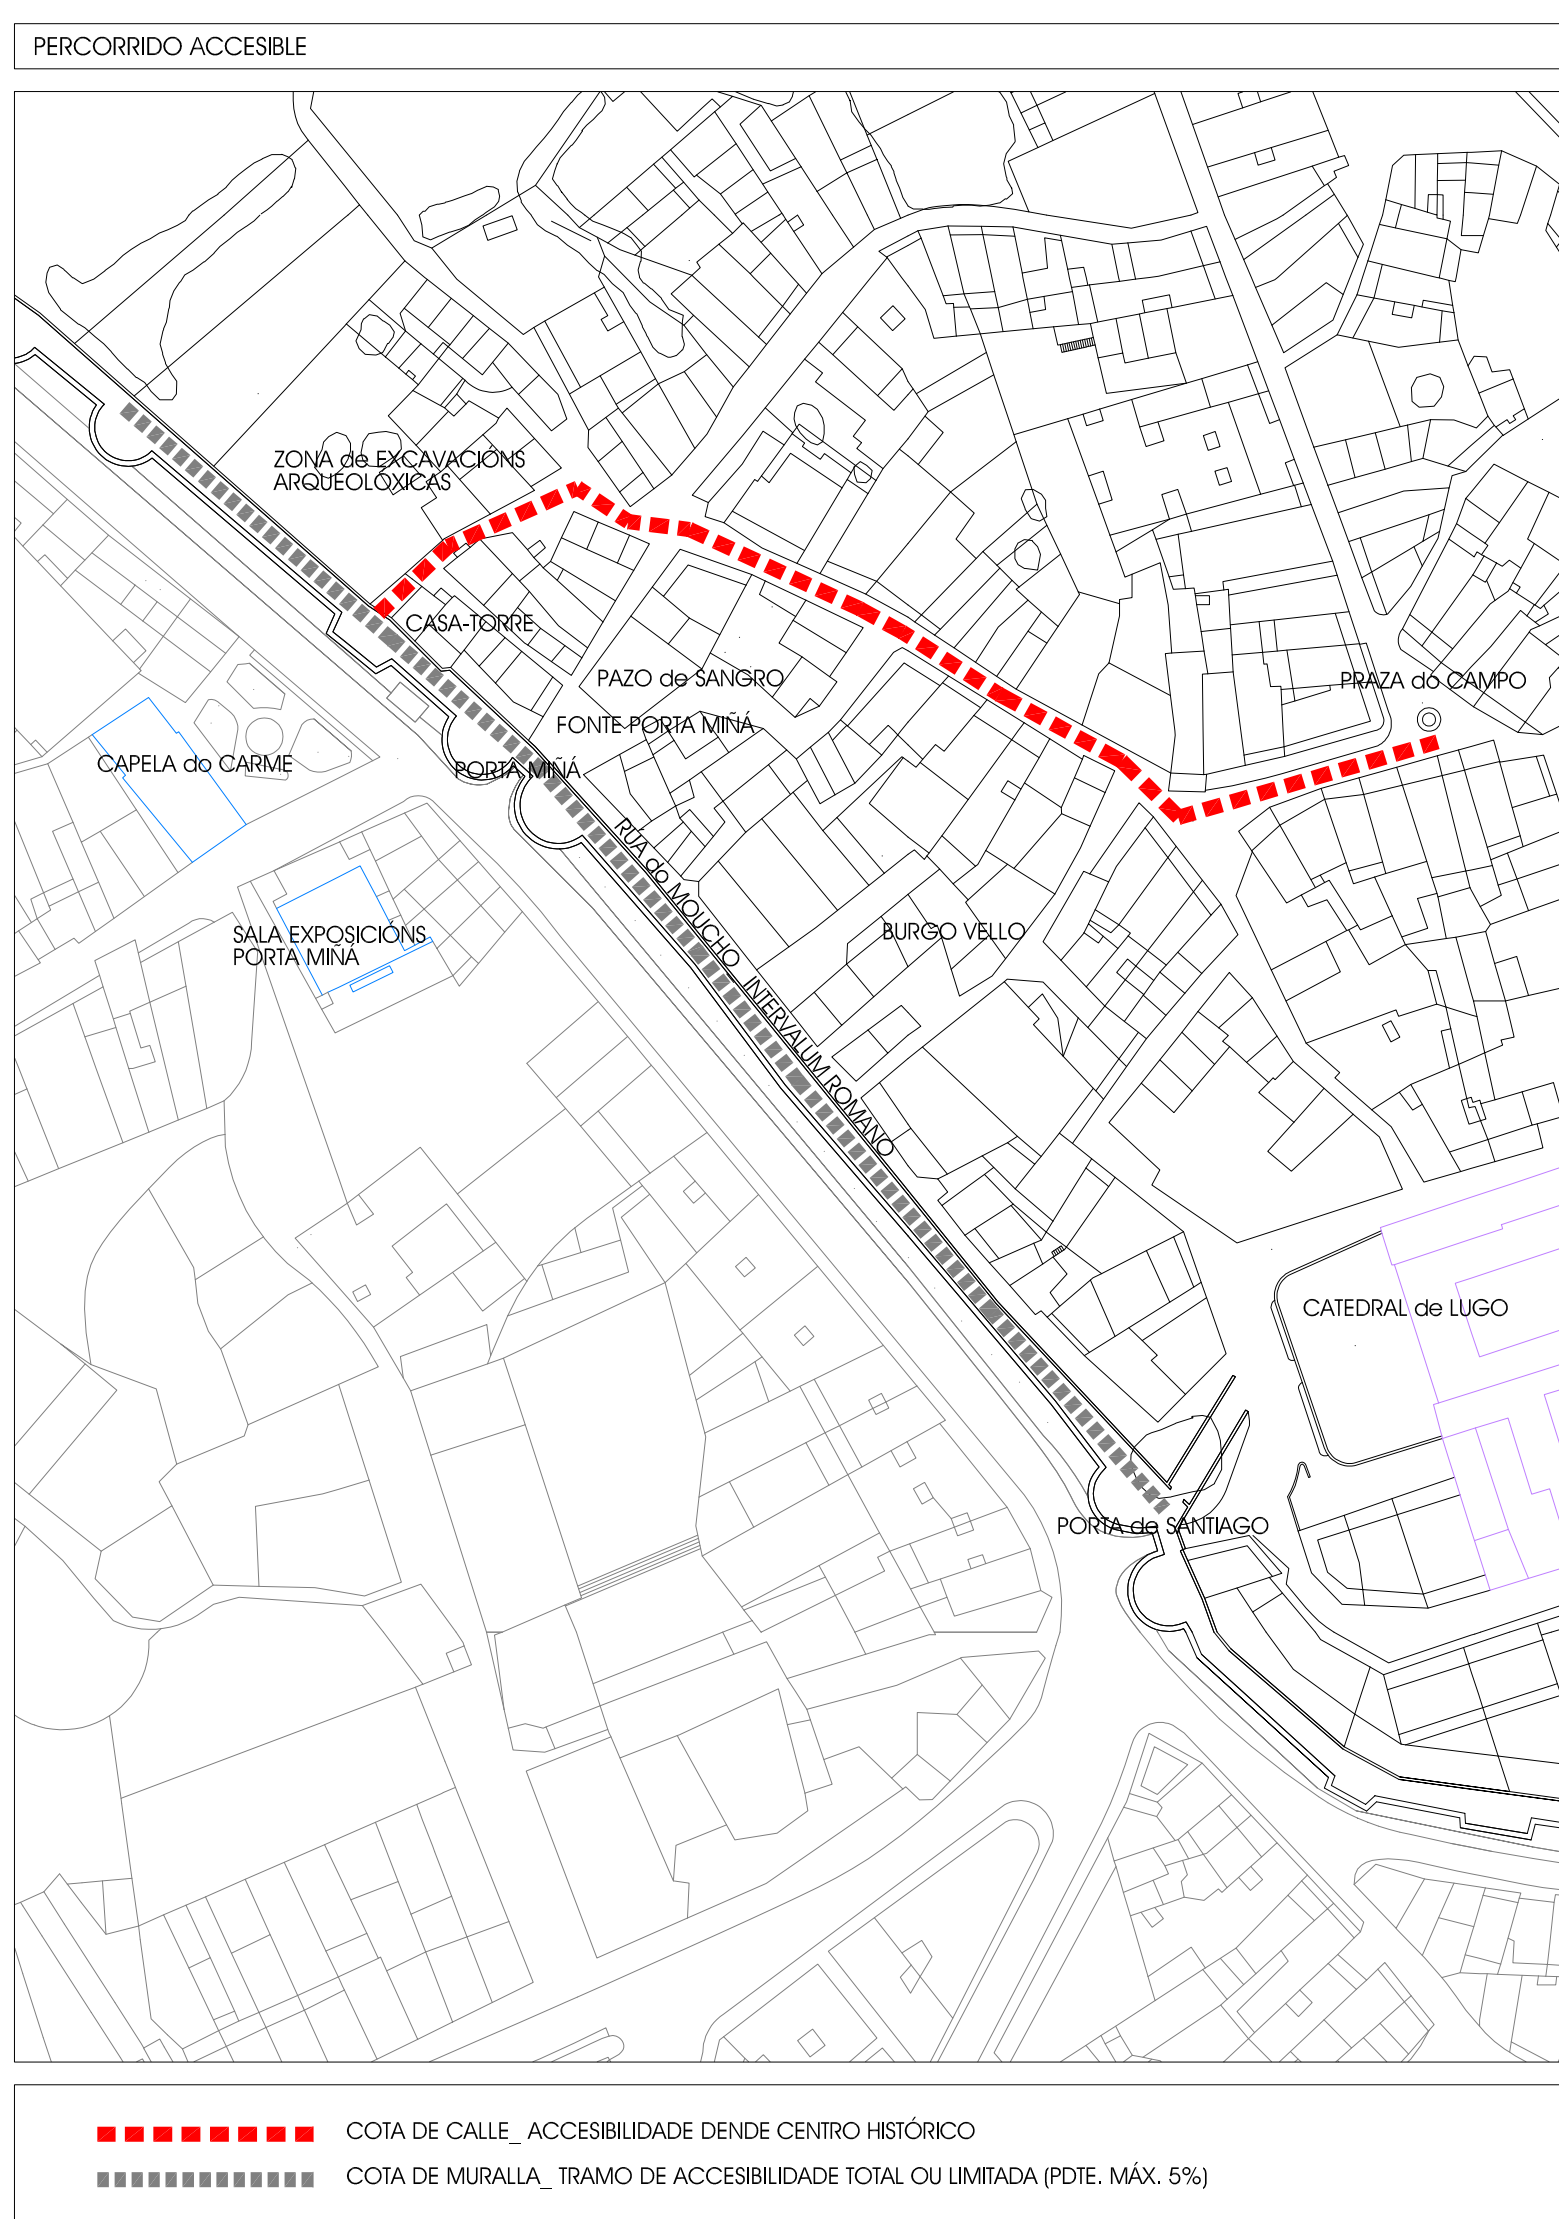 PERCORRIDO ACCESIBLE
ZONA de EXCAVACIÓNS
ARQUEOLÓXICAS
CASA-TORRE
PAZO de SANGRO
PRAZA do CAMPO
FONTE PORTA MIÑÁ
CAPELA do CARME
PORTA MIÑÁ
RÚA do MOUCHO_INTERVALUM ROMANO
SALA EXPOSICIÓNS
PORTA MIÑÁ
BURGO VELLO
CATEDRAL de LUGO
PORTA de SANTIAGO
COTA DE CALLE_ ACCESIBILIDADE DENDE CENTRO HISTÓRICO
COTA DE MURALLA_ TRAMO DE ACCESIBILIDADE TOTAL OU LIMITADA (PDTE. MÁX. 5%)